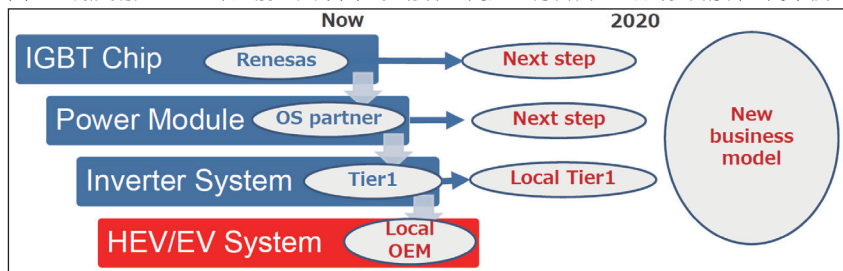 Now 2020
IGBT Chip Renesas Next step
Power Module OS partner Next step
New
business
model
Inverter System Tier1 Local Tier1
HEV/EV System Local
OEM